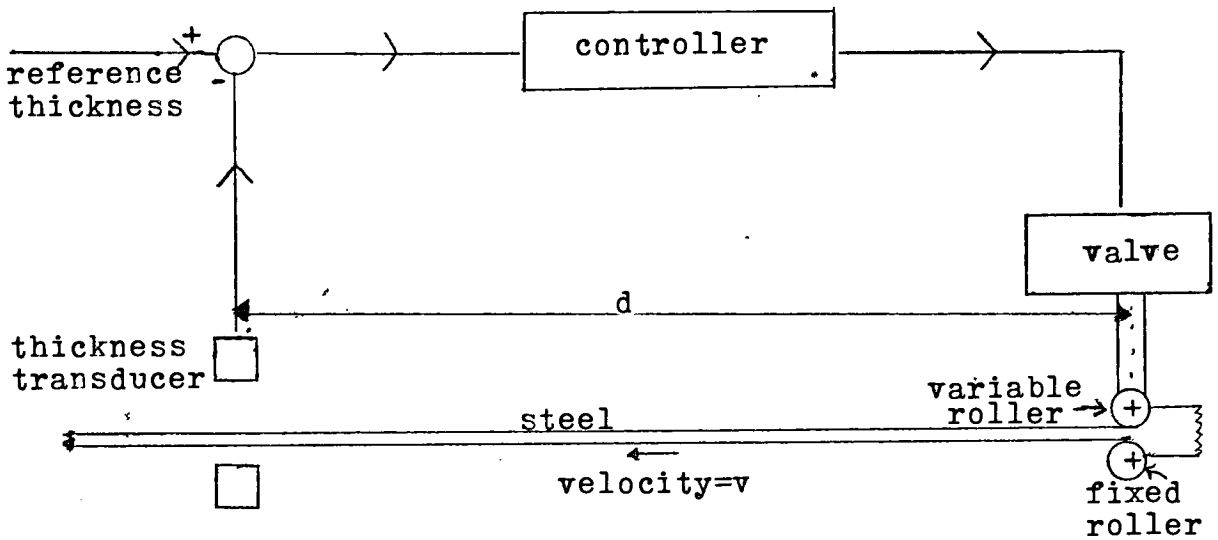 +
controller
reference
thickness
-
valve
d
thickness
transducer
variable
roller
+
steel
+
velocity=v
fixed
roller